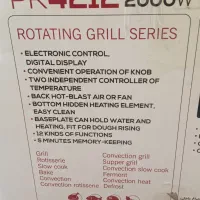 2000W
ROTATING GRILL SERIES
• ELECTRONIC CONTROL,
DIGITAL DISPLAY
• CONVENIENT OPERATION OF KNOB
• TWO INDEPENDENT CONTROLLER OF
TEMPERATURE
• BACK HOT-BLAST AIR OR FAN
• BOTTOM HIDDEN HEATING ELEMENT,
EASY CLEAN
• BASEPLATE CAN HOLD WATER AND
HEATING, FIT FOR DOUGH RISING
• 12 KINDS OF FUNCTIONS
• 5 MINUTES MEMORY-KEEPING
Grill
Rotisserie
Slow cook
Bake
Convection
Convection rotisserie
Convection grill
Supper grill
Convection slow cook
Ferment
Convection heat
Defrost